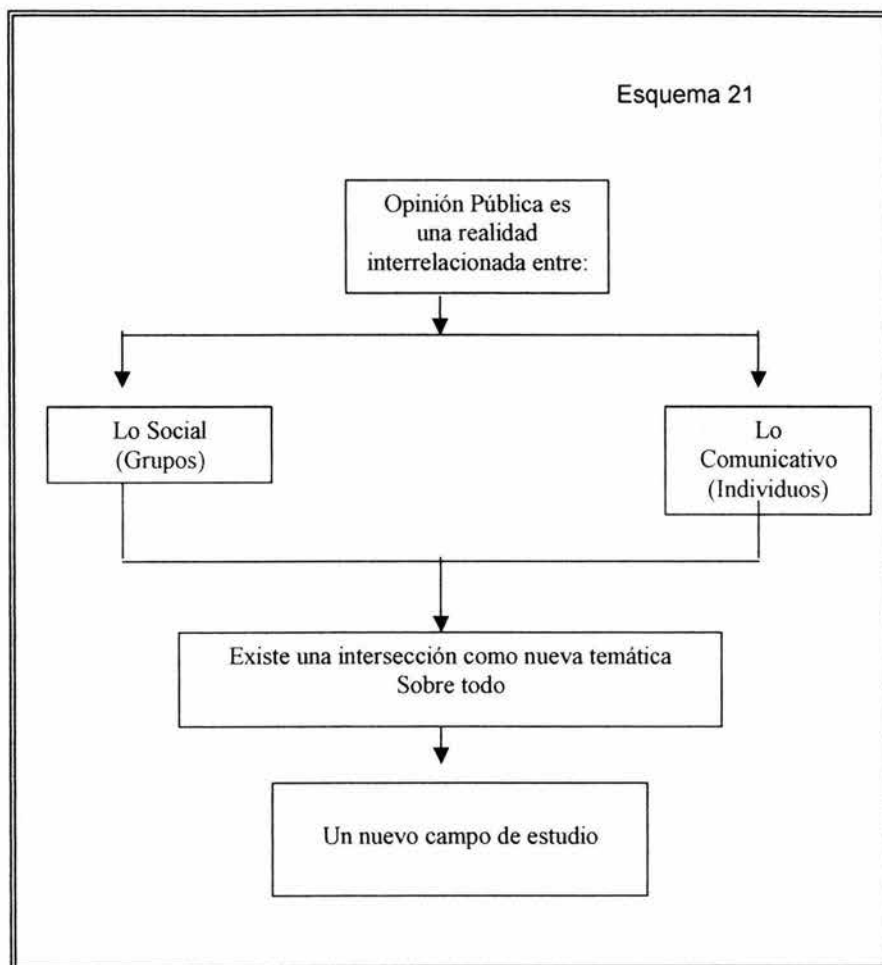 Esquema 21
Opinión Pública es
una realidad
interrelacionada entre:
Lo Social
(Grupos)
Lo
Comunicativo
(Individuos)
Existe una intersección como nueva temática
Sobre todo
Un nuevo campo de estudio